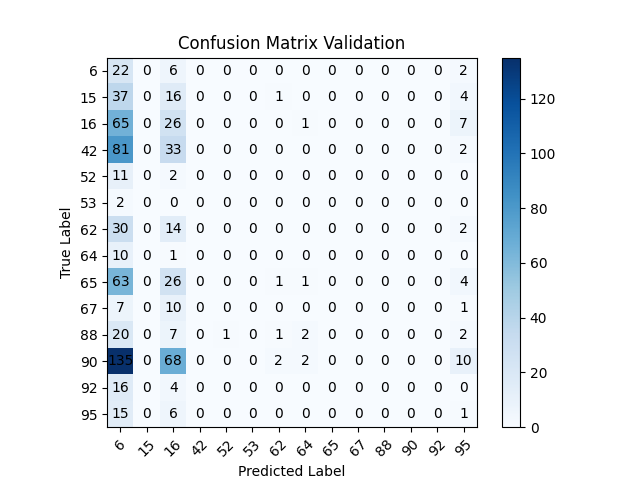 Confusion Matrix Validation
6 22 0 6 0 0 0 0 0 0 0 0 0 0 2
15 37 0 16 0 0 0 1 0 0 0 0 0 0 4
16 65 0 26 0 0 0 0 1 0 0 0 0 0 7
42 81 0 33 0 0 0 0 0 0 0 0 0 0 2
52 11 0 2 0 0 0 0 0 0 0 0 0 0 0
53 2 0 0 0 0 0 0 0 0 0 0 0 0 0
62 30 0 14 0 0 0 0 0 0 0 0 0 0 2
64 10 0 1 0 0 0 0 0 0 0 0 0 0 0
65 63 0 26 0 0 0 1 1 0 0 0 0 0 4
67 7 0 10 0 0 0 0 0 0 0 0 0 0 1
88 20 0 7 0 1 0 1 2 0 0 0 0 0 2
90 135 0 68 0 0 0 2 2 0 0 0 0 0 10
92 16 0 4 0 0 0 0 0 0 0 0 0 0 0
95 15 0 6 0 0 0 0 0 0 0 0 0 0 1
6 15 16 42 52 53 62 64 65 67 88 90 92 95
Predicted Label
True Label
120
100
80
60
40
20
0